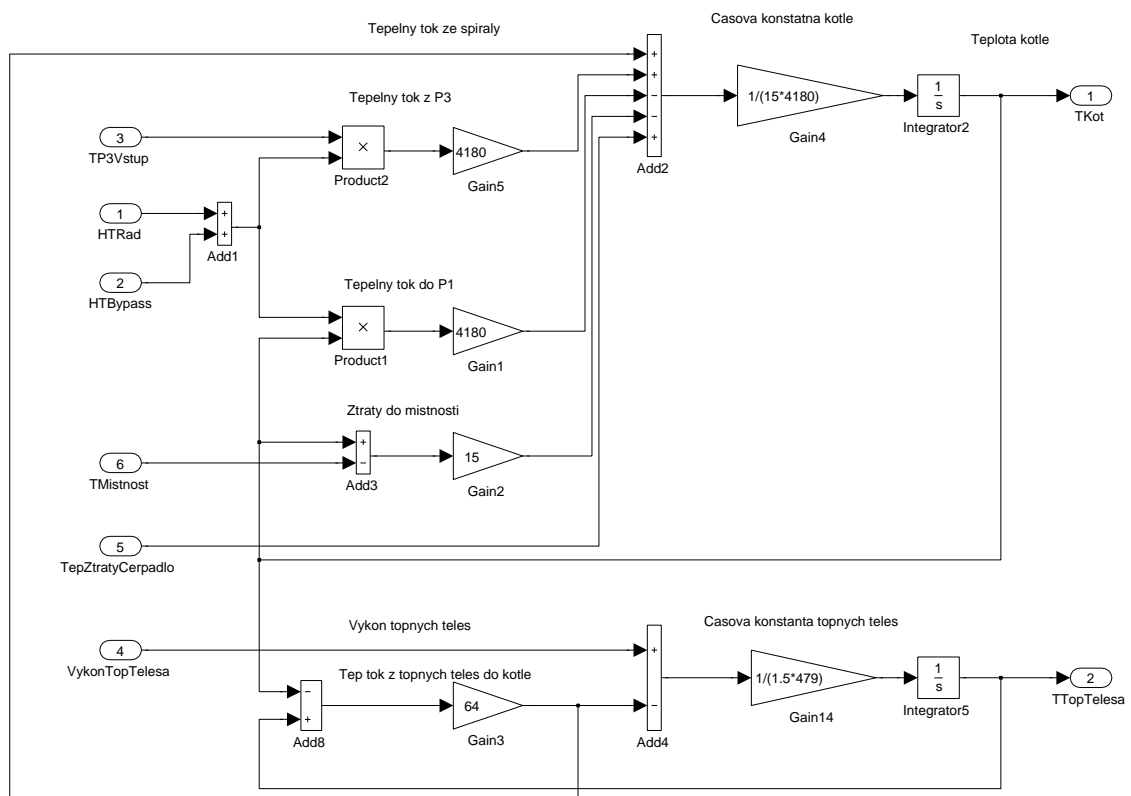 Casova konstatna kotle
Tepelny tok ze spiraly
Teplota kotle
+
+
−
−
+
Add2
1/(15*4180)
Gain4
1
s
Integrator2
1
TKot
Tepelny tok z P3
3
TP3Vstup
×
Product2
4180
Gain5
1
HTRad
+
+
Add1
2
HTBypass
Tepelny tok do P1
×
Product1
4180
Gain1
Ztraty do mistnosti
+
−
Add3
15
Gain2
6
TMistnost
5
TepZtratyCerpadlo
Vykon topnych teles
Casova konstanta topnych teles
4
VykonTopTelesa
Tep tok z topnych teles do kotle
−
+
Add8
64
Gain3
+
−
Add4
1/(1.5*479)
Gain14
1
s
Integrator5
2
TTopTelesa